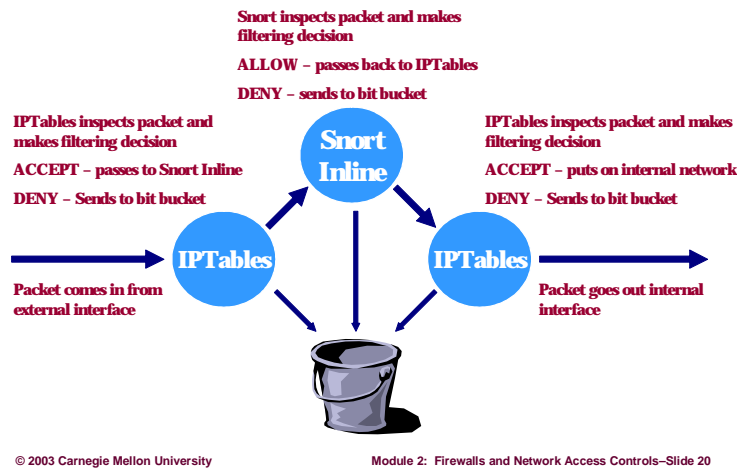 Snort inspects packet and makes
filtering decision
ALLOW – passes back to IPTables
DENY – sends to bit bucket
IPTables inspects packet and
makes filtering decision
ACCEPT – passes to Snort Inline
DENY – Sends to bit bucket
Snort
Inline
IPTables inspects packet and makes
filtering decision
ACCEPT – puts on internal network
DENY – Sends to bit bucket
IPTables
IPTables
Packet comes in from
external interface
Packet goes out internal
interface
© 2003 Carnegie Mellon University
Module 2: Firewalls and Network Access Controls–Slide 20